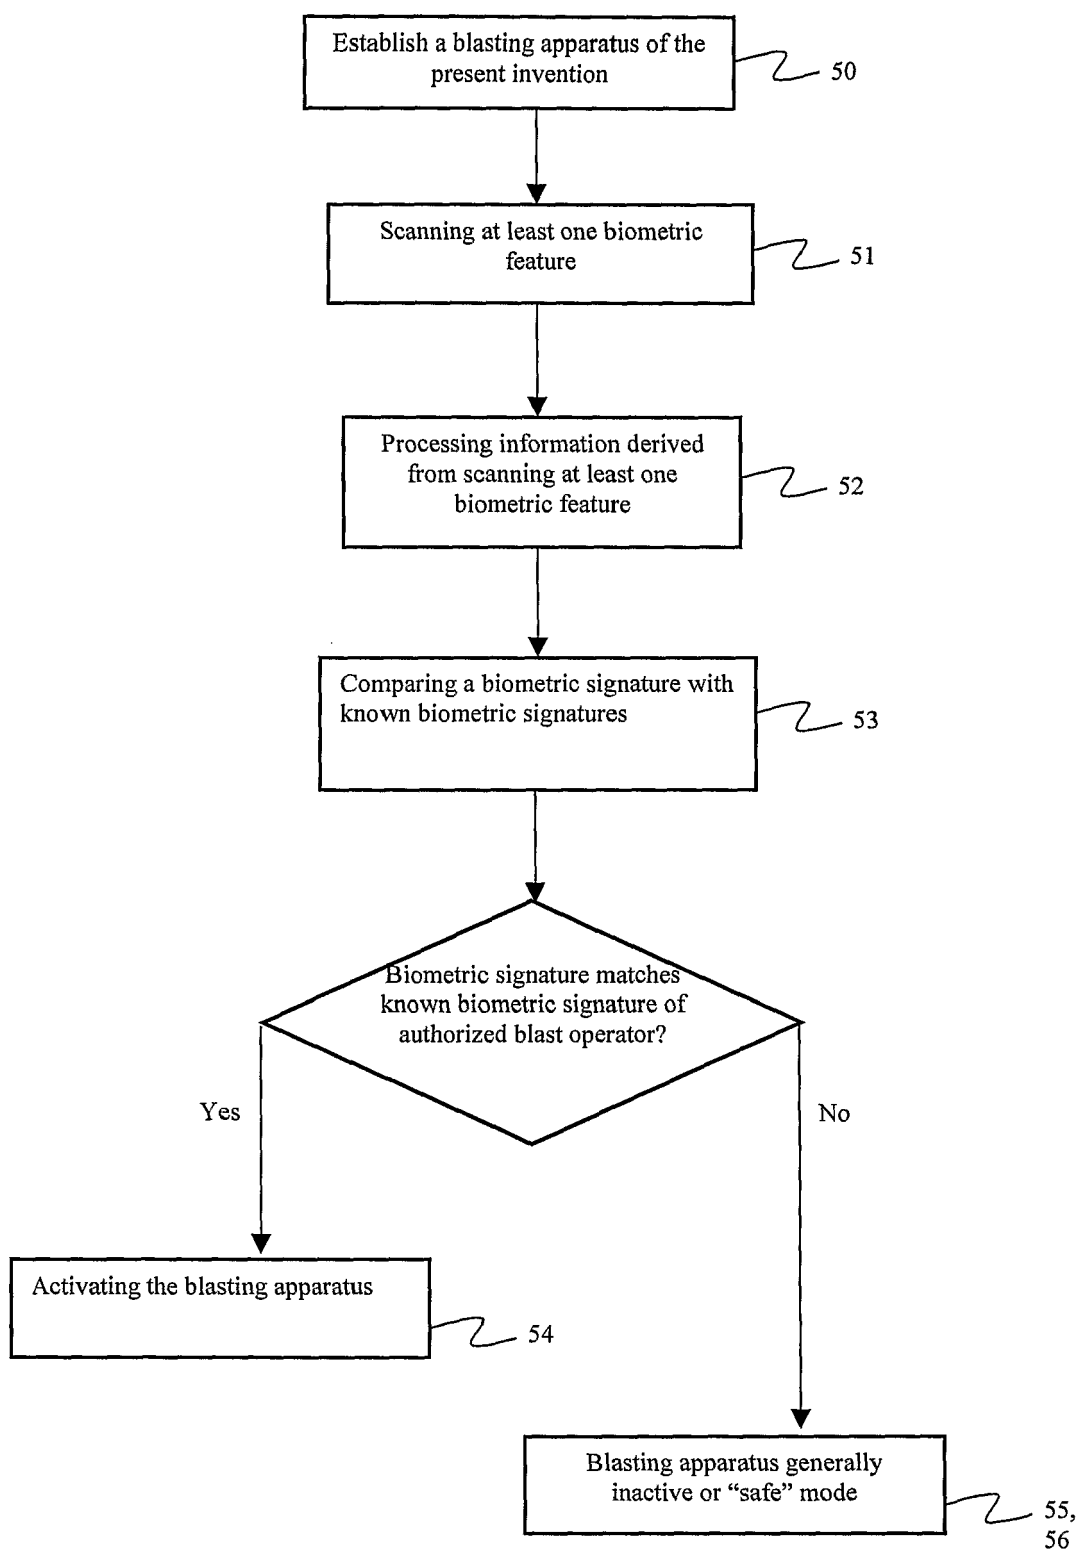 Establish a blasting apparatus of the
present invention
50
Scanning at least one biometric
feature
51
Processing information derived
from scanning at least one
biometric feature
52
Comparing a biometric signature with
known biometric signatures
53
Biometric signature matches
known biometric signature of
authorized blast operator?
Yes
No
Activating the blasting apparatus
54
Blasting apparatus generally
inactive or “safe” mode
55,
56